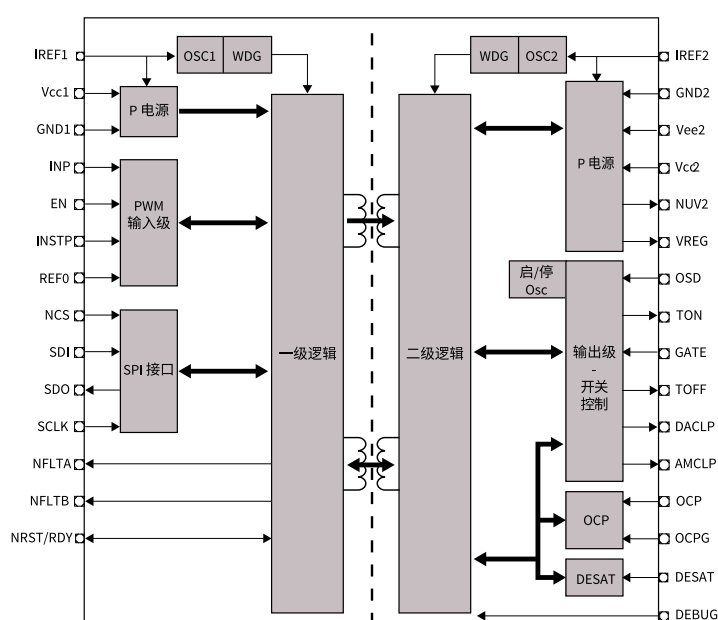 IREF1
OSC1 WDG
WDG OSC2
IREF2
Vcc1
P 电源
GND1
GND2
Vee2
P 电源
Vcc2
NUV2
VREG
INP
EN
PWM
输入级
INSTP
REF0
启/停
Osc
OSD
TON
NCS
SDI
SPI 接口
SDO
SCLK
一级逻辑
二级逻辑
输出级
-
开关
控制
GATE
TOFF
DACLP
AMCLP
NFLTA
NFLTB
NRST/RDY
OCP
OCP
OCPG
DESAT
DESAT
DEBUG